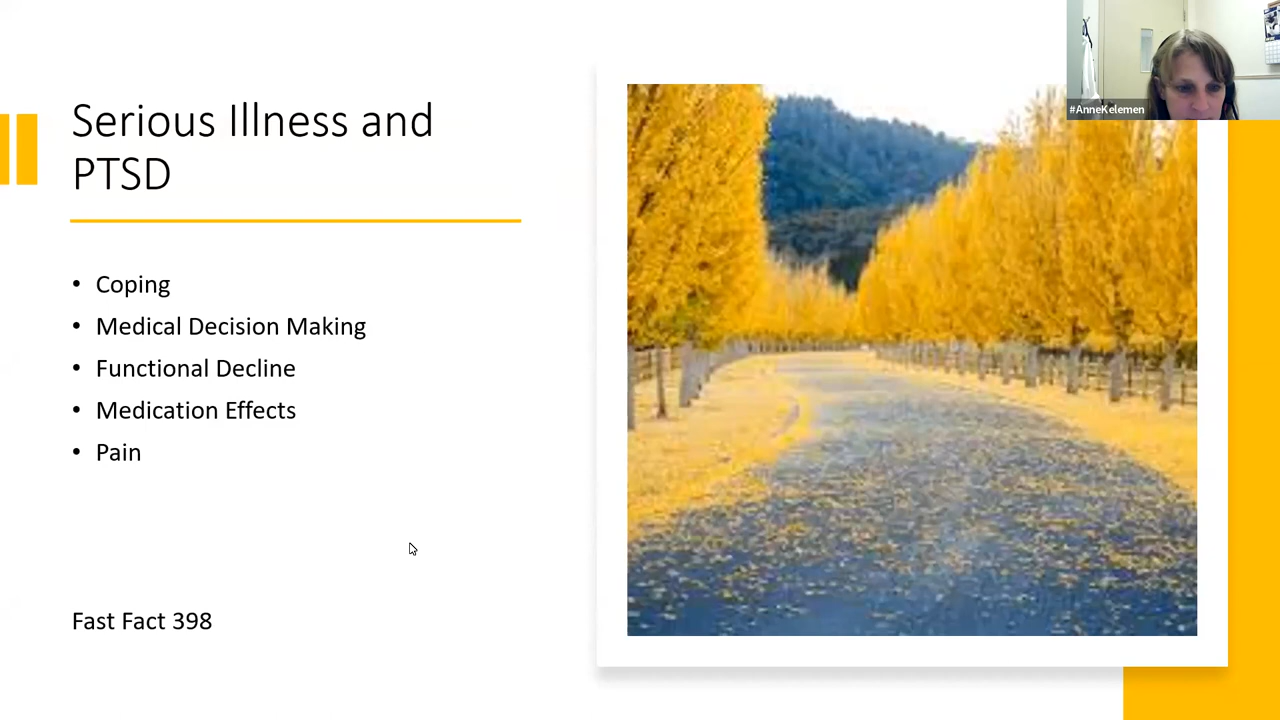 #AnneKelemen
Serious Illness and
PTSD
• Coping
• Medical Decision Making
• Functional Decline
• Medication Effects
• Pain
Fast Fact 398